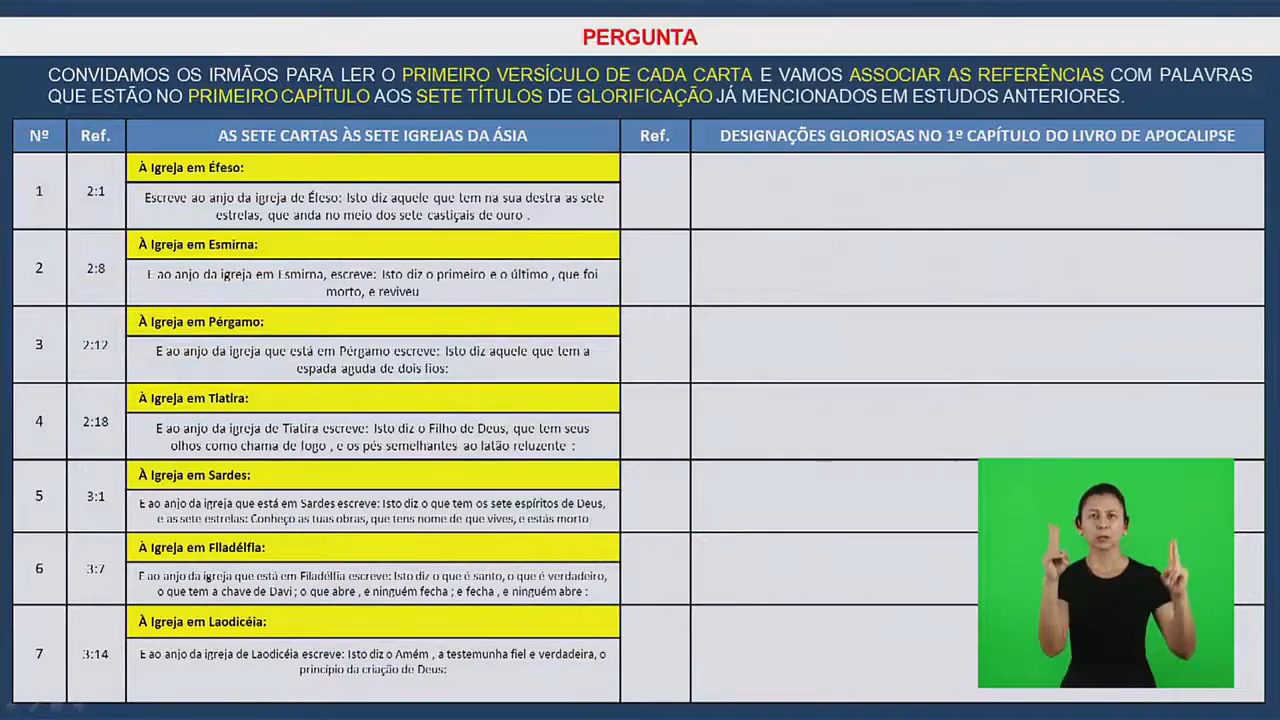 PERGUNTA
CONVIDAMOS OS IRMÃOS PARA LER O PRIMEIRO VERSÍCULO DE CADA CARTA E VAMOS ASSOCIAR AS REFERÊNCIAS COM PALAVRAS
QUE ESTÃO NO PRIMEIRO CAPÍTULO AOS SETE TÍTULOS DE GLORIFICAÇÃO JÁ MENCIONADOS EM ESTUDOS ANTERIORES.
Nº Ref. AS SETE CARTAS ÀS SETE IGREJAS DA ÁSIA Ref. DESIGNAÇÕES GLORIOSAS NO 1º CAPÍTULO DO LIVRO DE APOCALIPSE
À Igreja em Éfeso:
1 2:1
Escreve ao anjo da igreja de Éfeso: Isto diz aquele que tem na sua destra as sete
estrelas, que anda no meio dos sete castiçais de ouro .
À Igreja em Esmirna:
2 2:8
E ao anjo da igreja em Esmirna, escreve: Isto diz o primeiro e o último , que foi
morto, e reviveu
À Igreja em Pérgamo:
3 2:12
E ao anjo da igreja que está em Pérgamo escreve: Isto diz aquele que tem a
espada aguda de dois fios:
À Igreja em Tiatira:
4 2:18
E ao anjo da igreja de Tiatira escreve: Isto diz o Filho de Deus, que tem seus
olhos como chama de fogo , e os pés semelhantes ao latão reluzente :
À Igreja em Sardes:
5 3:1
E ao anjo da igreja que está em Sardes escreve: Isto diz o que tem os sete espíritos de Deus,
e as sete estrelas: Conheço as tuas obras, que tens nome de que vives, e estás morto
À Igreja em Filadélfia:
6 3:7
E ao anjo da igreja que está em Filadélfia escreve: Isto diz o que é santo, o que é verdadeiro,
o que tem a chave de Davi ; o que abre , e ninguém fecha ; e fecha , e ninguém abre :
À Igreja em Laodicéia:
7 3:14
E ao anjo da igreja de Laodicéia escreve: Isto diz o Amém , a testemunha fiel e verdadeira, o
princípio da criação de Deus: